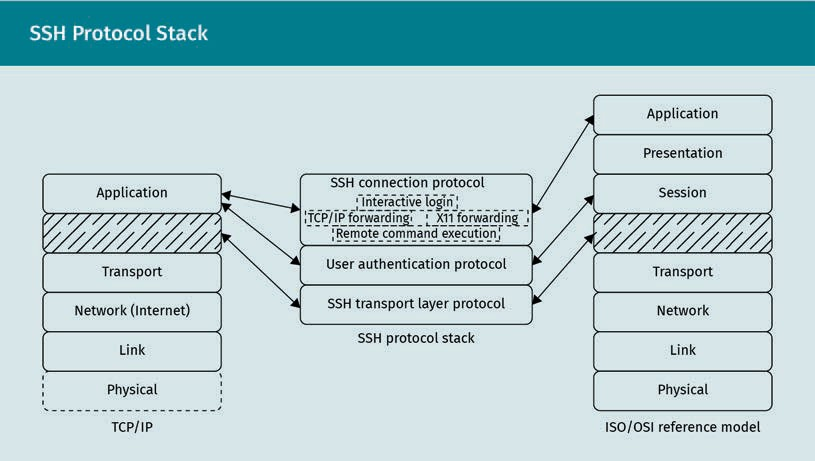 SSH Protocol Stack
Application
Transport
Network (Internet)
Link
Physical
TCP/IP
SSH connection protocol
Interactive login
TCP/IP forwarding X11 forwarding
Remote command execution
User authentication protocol
SSH transport layer protocol
SSH protocol stack
Application
Presentation
Session
Transport
Network
Link
Physical
ISO/OSI reference model